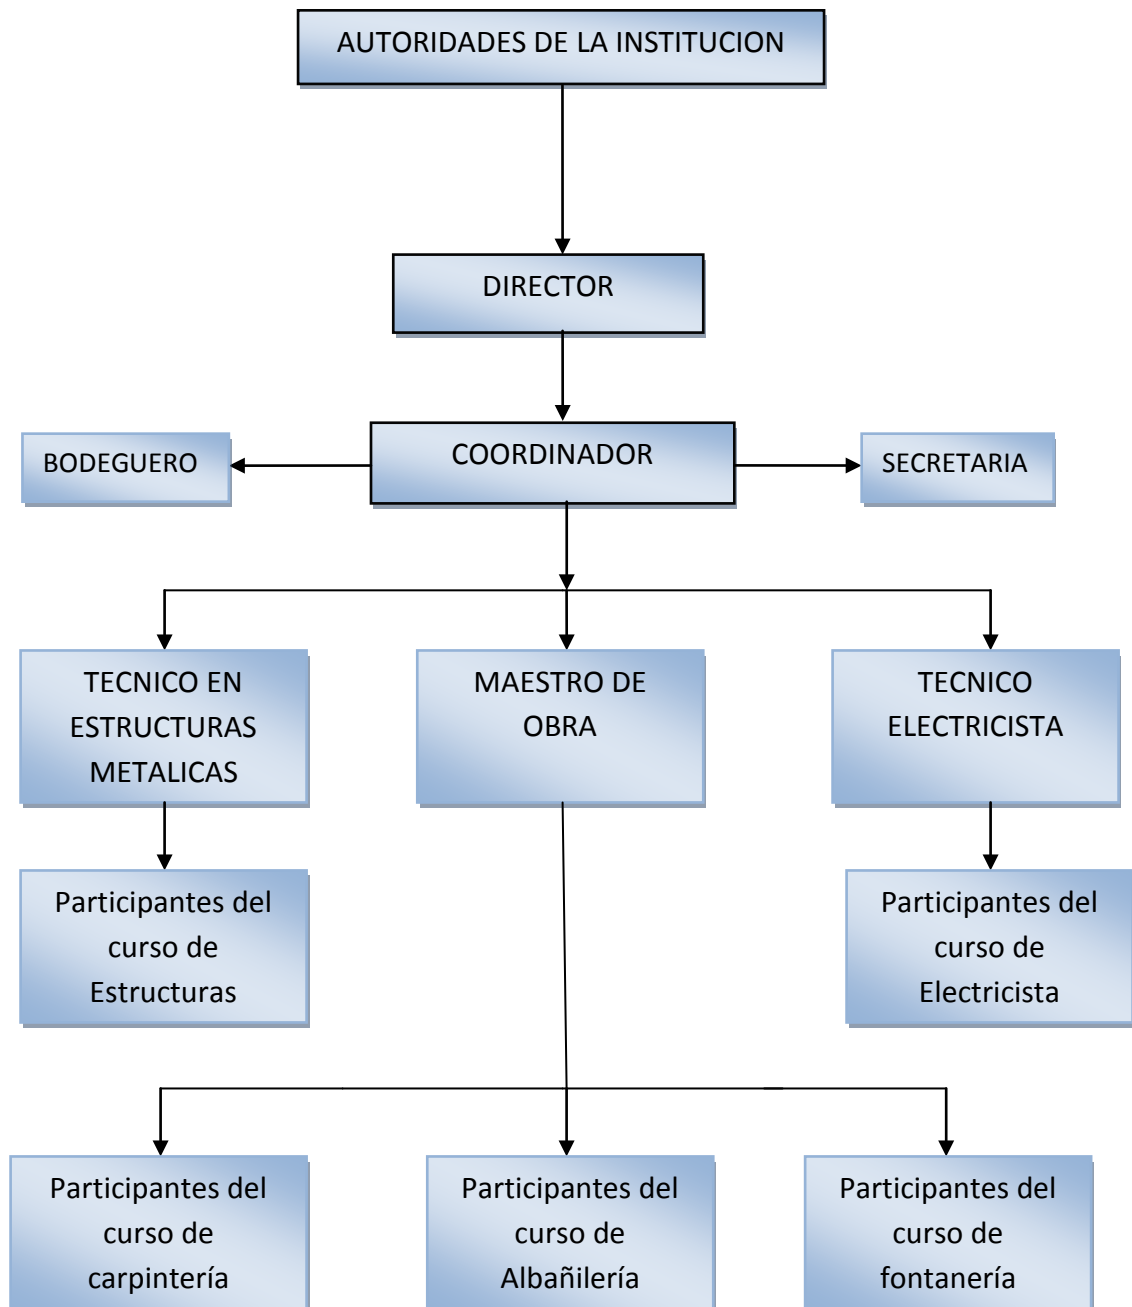 AUTORIDADES DE LA INSTITUCION
DIRECTOR
BODEGUERO
COORDINADOR
SECRETARIA
TECNICO EN
ESTRUCTURAS
METALICAS
MAESTRO DE
OBRA
TECNICO
ELECTRICISTA
Participantes del
curso de
Estructuras
Participantes del
curso de
Electricista
Participantes del
curso de
carpintería
Participantes del
curso de
Albañilería
Participantes del
curso de
fontanería